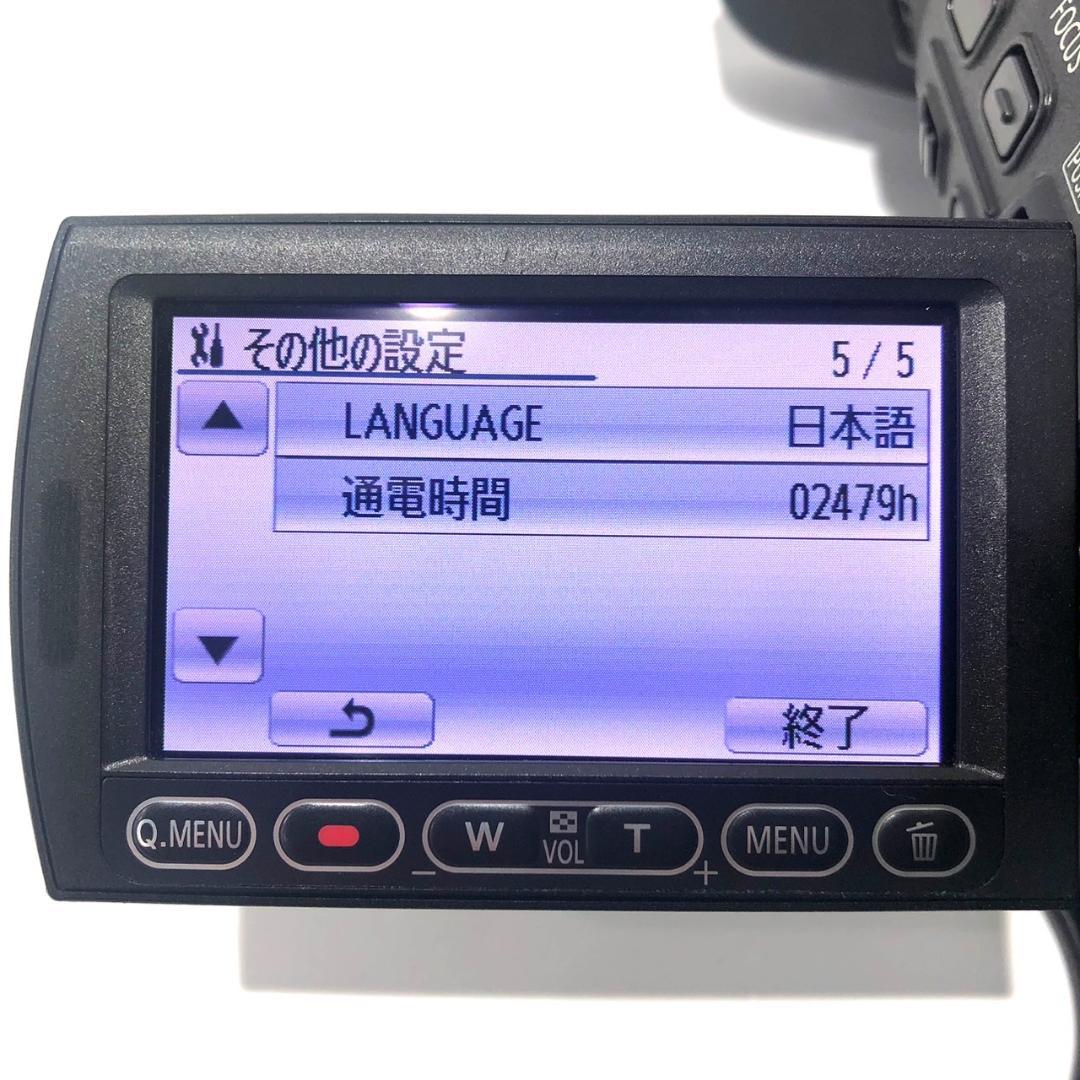 FOCUS
その他の設定 5/5
LANGUAGE 日本語
通電時間 02479h
終了
Q.MENU W VOL T MENU
− +